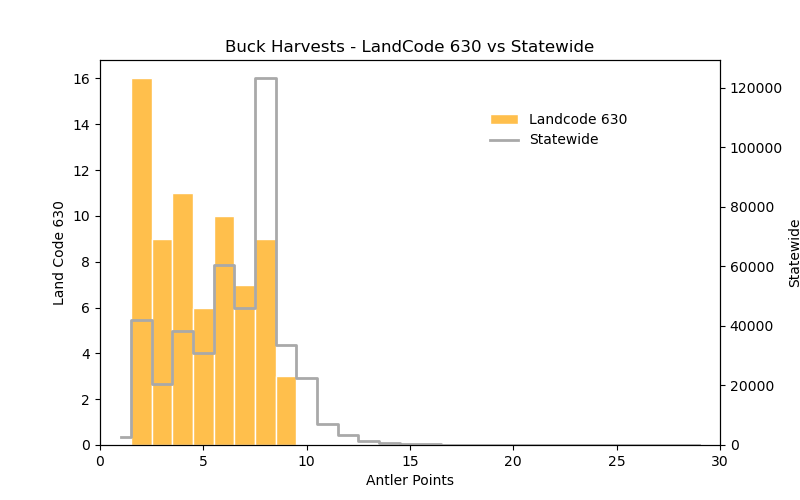 Buck Harvests - LandCode 630 vs Statewide
Landcode 630
Statewide
Land Code 630
16
14
12
10
8
6
4
2
0
120000
100000
80000
60000
40000
20000
0
Statewide
0 5 10 15 20 25 30
Antler Points